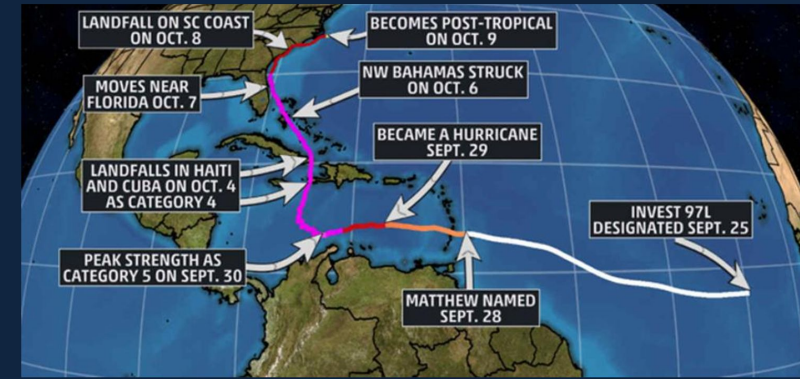 LANDFALL ON SC COAST
ON OCT. 8
BECOMES POST-TROPICAL
ON OCT. 9
MOVES NEAR
FLORIDA OCT. 7
NW BAHAMAS STRUCK
ON OCT. 6
BECAME A HURRICANE
SEPT. 29
LANDFALLS IN HAITI
AND CUBA ON OCT. 4
AS CATEGORY 4
INVEST 97L
DESIGNATED SEPT. 25
PEAK STRENGTH AS
CATEGORY 5 ON SEPT. 30
MATTHEW NAMED
SEPT. 28